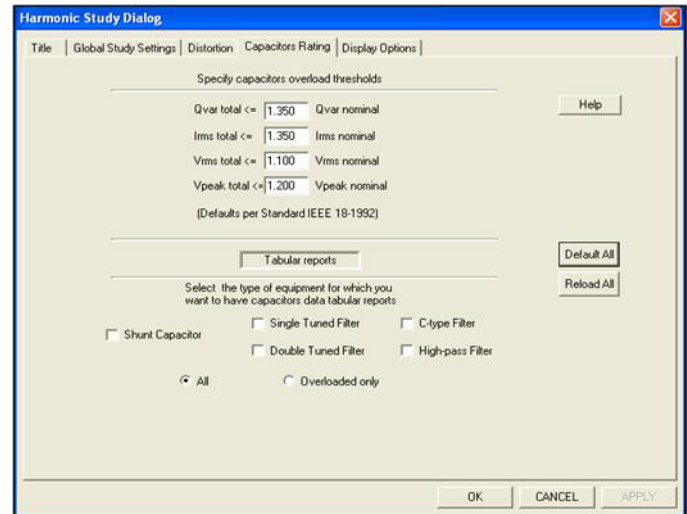 Harmonic Study Dialog
Title Global Study Settings Distortion Capacitors Rating Display Options
Specify capacitors overload thresholds
Qvar total <= 1.350 Qvar nominal
Help
Irms total <= 1.350 Irms nominal
Vrms total <= 1.100 Vrms nominal
Vpeak total <= 1.200 Vpeak nominal
(Defaults per Standard IEEE 18-1992)
Tabular reports
Default All
Reload All
Select the type of equipment for which you
want to have capacitors data tabular reports
Shunt Capacitor
Single Tuned Filter C-type Filter
Double Tuned Filter High-pass Filter
All Overloaded only
OK CANCEL APPLY